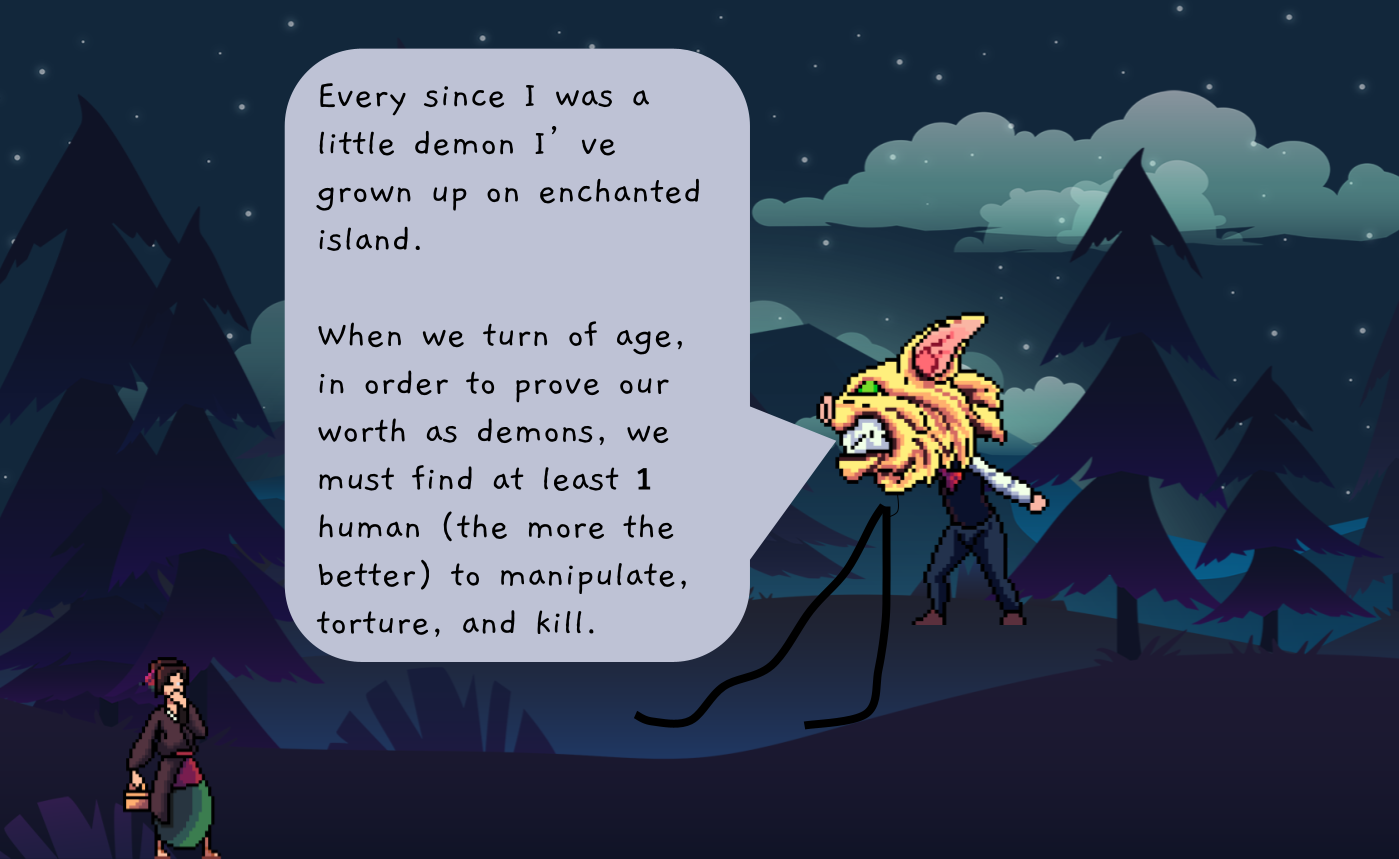 Every since I was a
little demon I' ve
grown up on enchanted
island.
When we turn of age,
in order to prove our
worth as demons, we
must find at least 1
human (the more the
better) to manipulate,
torture, and kill.